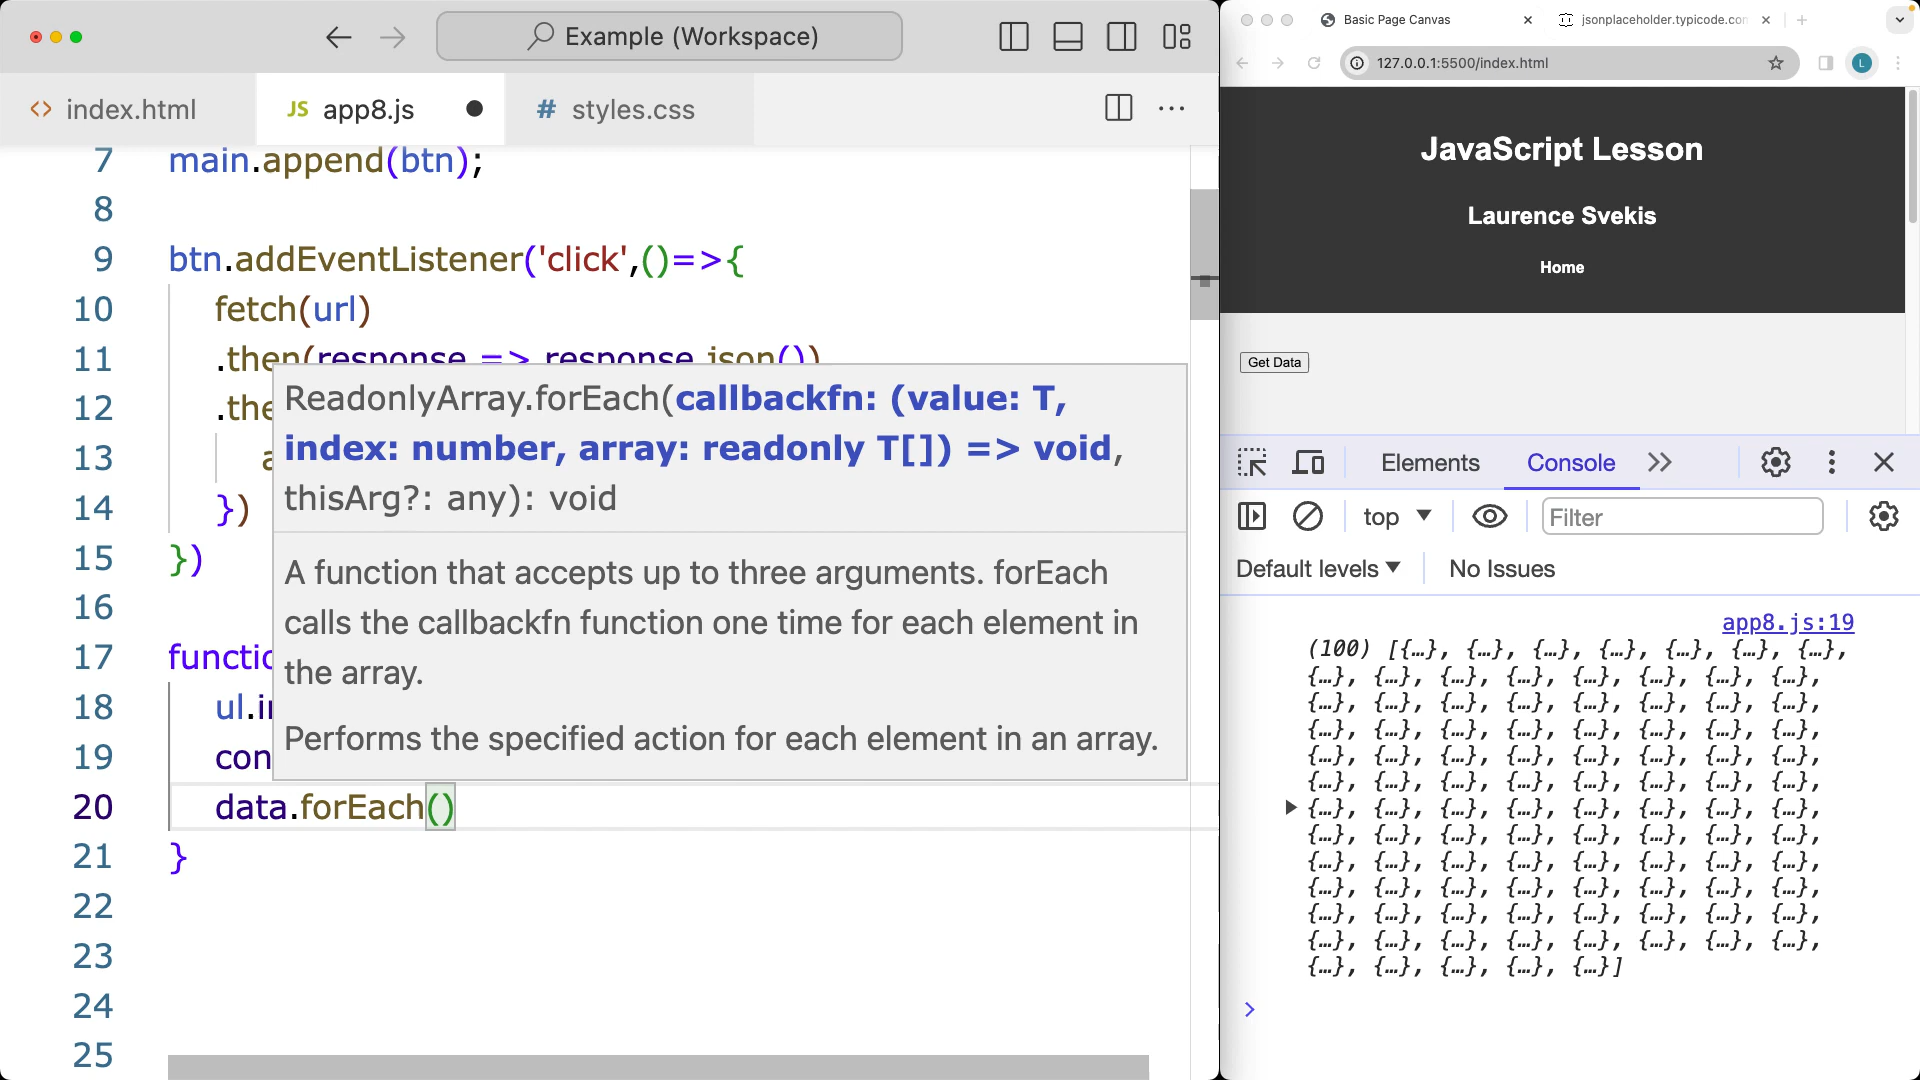 Example (Workspace)
index.html
JS app8.js
# styles.css
7 main.append(btn);
8
9 btn.addEventListener('click',()=>{
10 fetch(url)
11 .then(response => response.json())
12 .the
13 a
14 })
15 })
16
17 functio
18 ul.i
19 con
20 data.forEach()
21 }
22
23
24
25
ReadonlyArray.forEach(callbackfn: (value: T,
index: number, array: readonly T[]) => void,
thisArg?: any): void
A function that accepts up to three arguments. forEach
calls the callbackfn function one time for each element in
the array.
Performs the specified action for each element in an array.
Basic Page Canvas
jsonplaceholder.typicode.com
127.0.0.1:5500/index.html
L
JavaScript Lesson
Laurence Svekis
Home
Get Data
Elements
Console
top
Filter
Default levels
No Issues
app8.js:19
(100) [{…}, {…}, {…}, {…}, {…}, {…}, {…},
{…}, {…}, {…}, {…}, {…}, {…}, {…}, {…},
{…}, {…}, {…}, {…}, {…}, {…}, {…}, {…},
{…}, {…}, {…}, {…}, {…}, {…}, {…}, {…},
{…}, {…}, {…}, {…}, {…}, {…}, {…}, {…},
{…}, {…}, {…}, {…}, {…}, {…}, {…}, {…},
{…}, {…}, {…}, {…}, {…}, {…}, {…}, {…},
{…}, {…}, {…}, {…}, {…}, {…}, {…}, {…},
{…}, {…}, {…}, {…}, {…}, {…}, {…}, {…},
{…}, {…}, {…}, {…}, {…}, {…}, {…}, {…},
{…}, {…}, {…}, {…}, {…}, {…}, {…}, {…},
{…}, {…}, {…}, {…}, {…}, {…}, {…}, {…},
{…}, {…}, {…}, {…}, {…}]